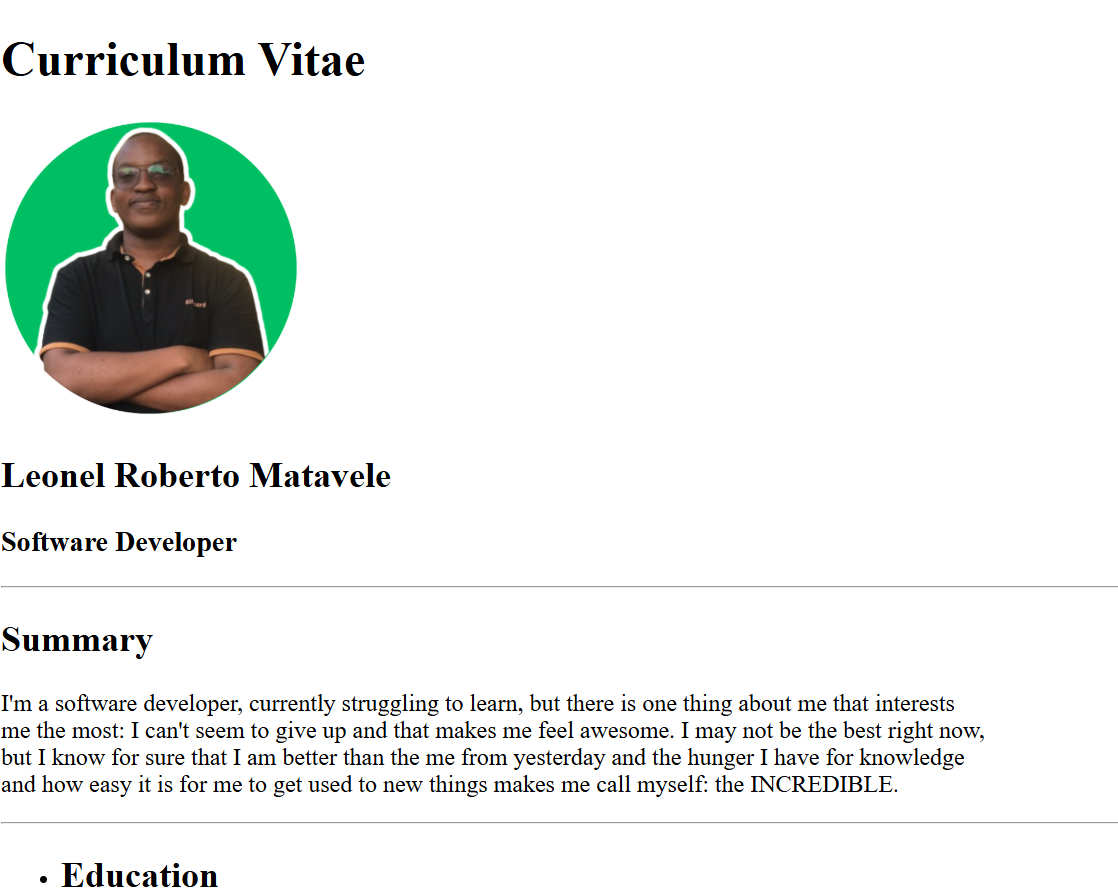 Curriculum Vitae
Leonel Roberto Matavele
Software Developer
Summary
I'm a software developer, currently struggling to learn, but there is one thing about me that interests
me the most: I can't seem to give up and that makes me feel awesome. I may not be the best right now,
but I know for sure that I am better than the me from yesterday and the hunger I have for knowledge
and how easy it is for me to get used to new things makes me call myself: the INCREDIBLE.
• Education